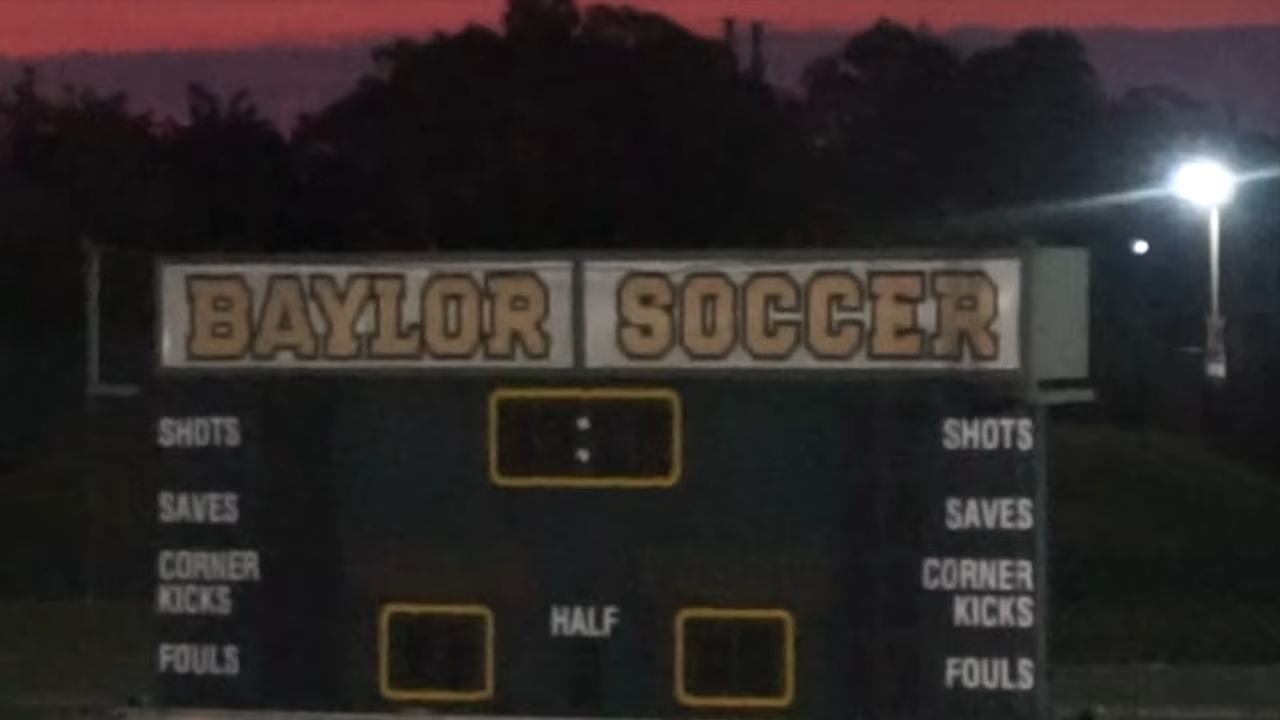 BAYLOR SOCCER
:
SHOTS SHOTS
SAVES SAVES
CORNER KICKS CORNER KICKS
HALF
FOULS FOULS